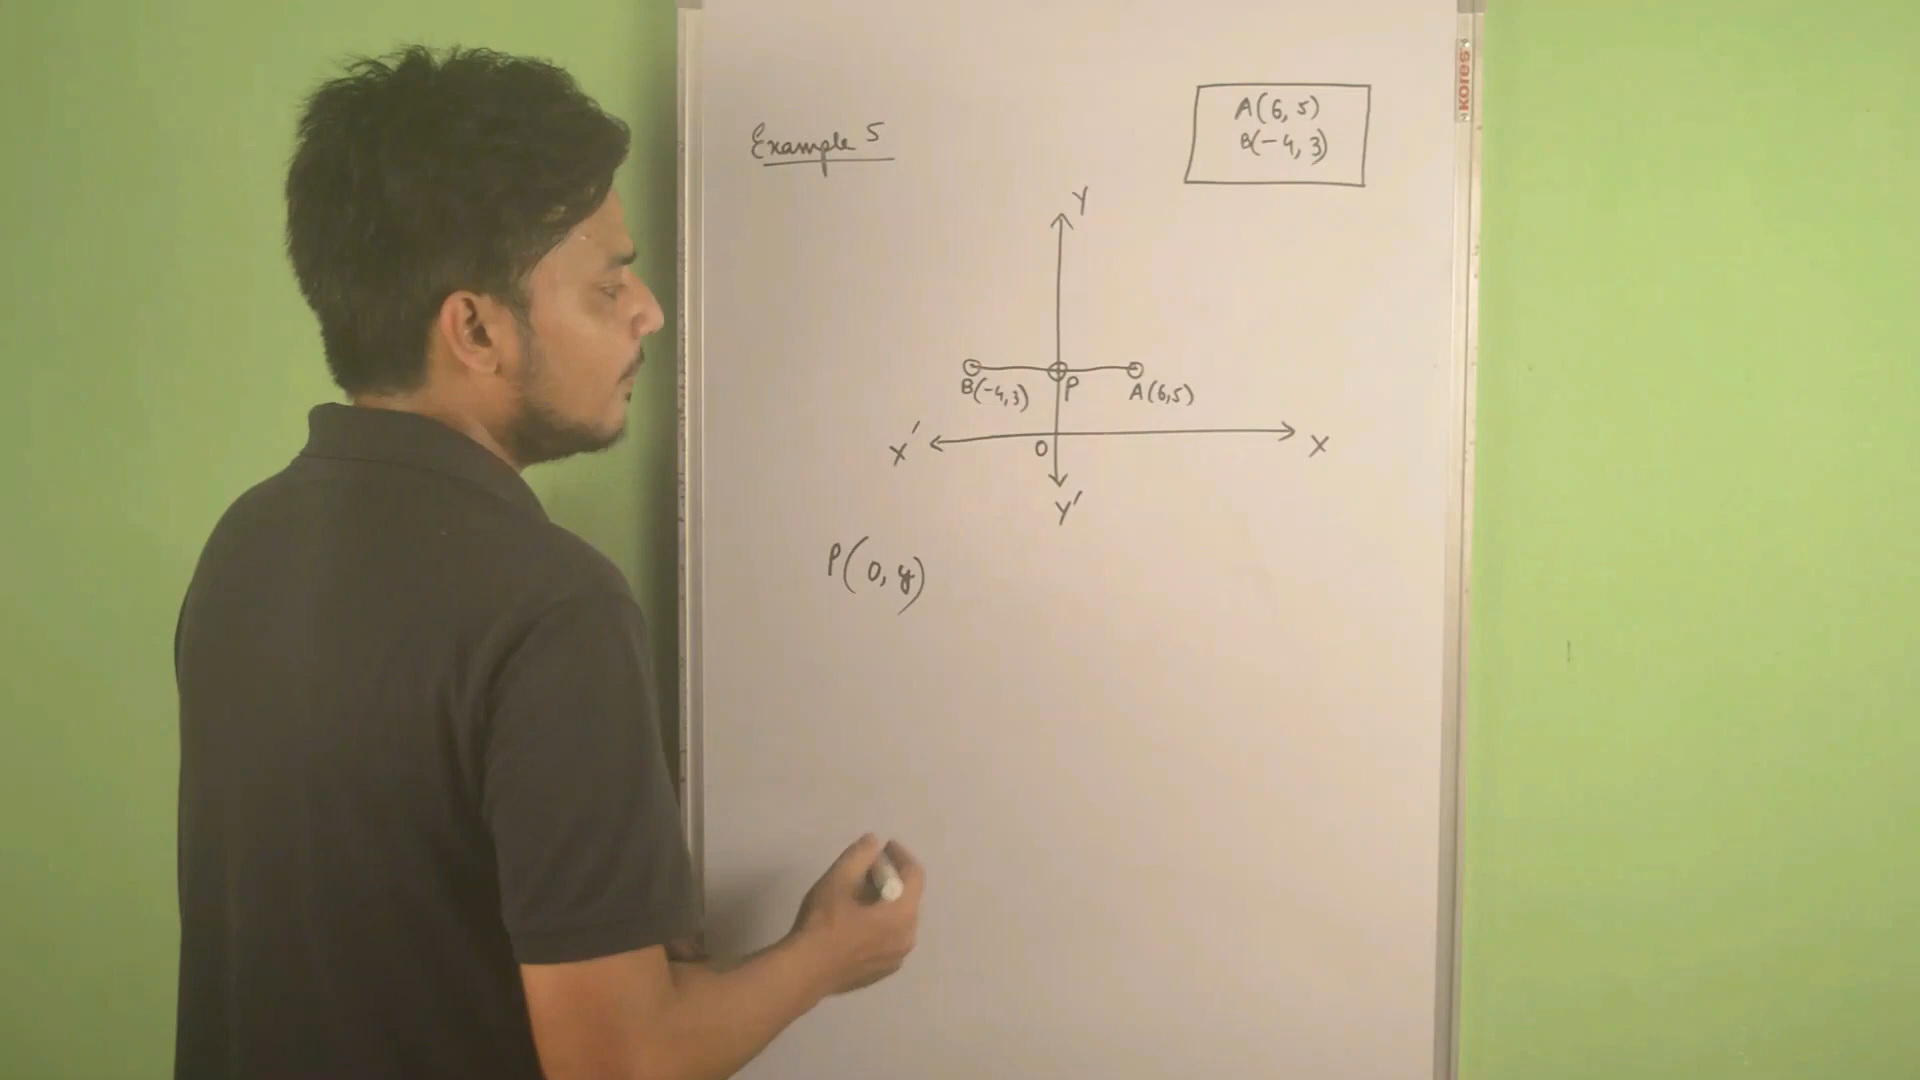 kores
A(6,5)
B(-4,3)
Example 5
Y
B(-4,3)
P
A(6,5)
X'
O
X
Y'
P(0,y)